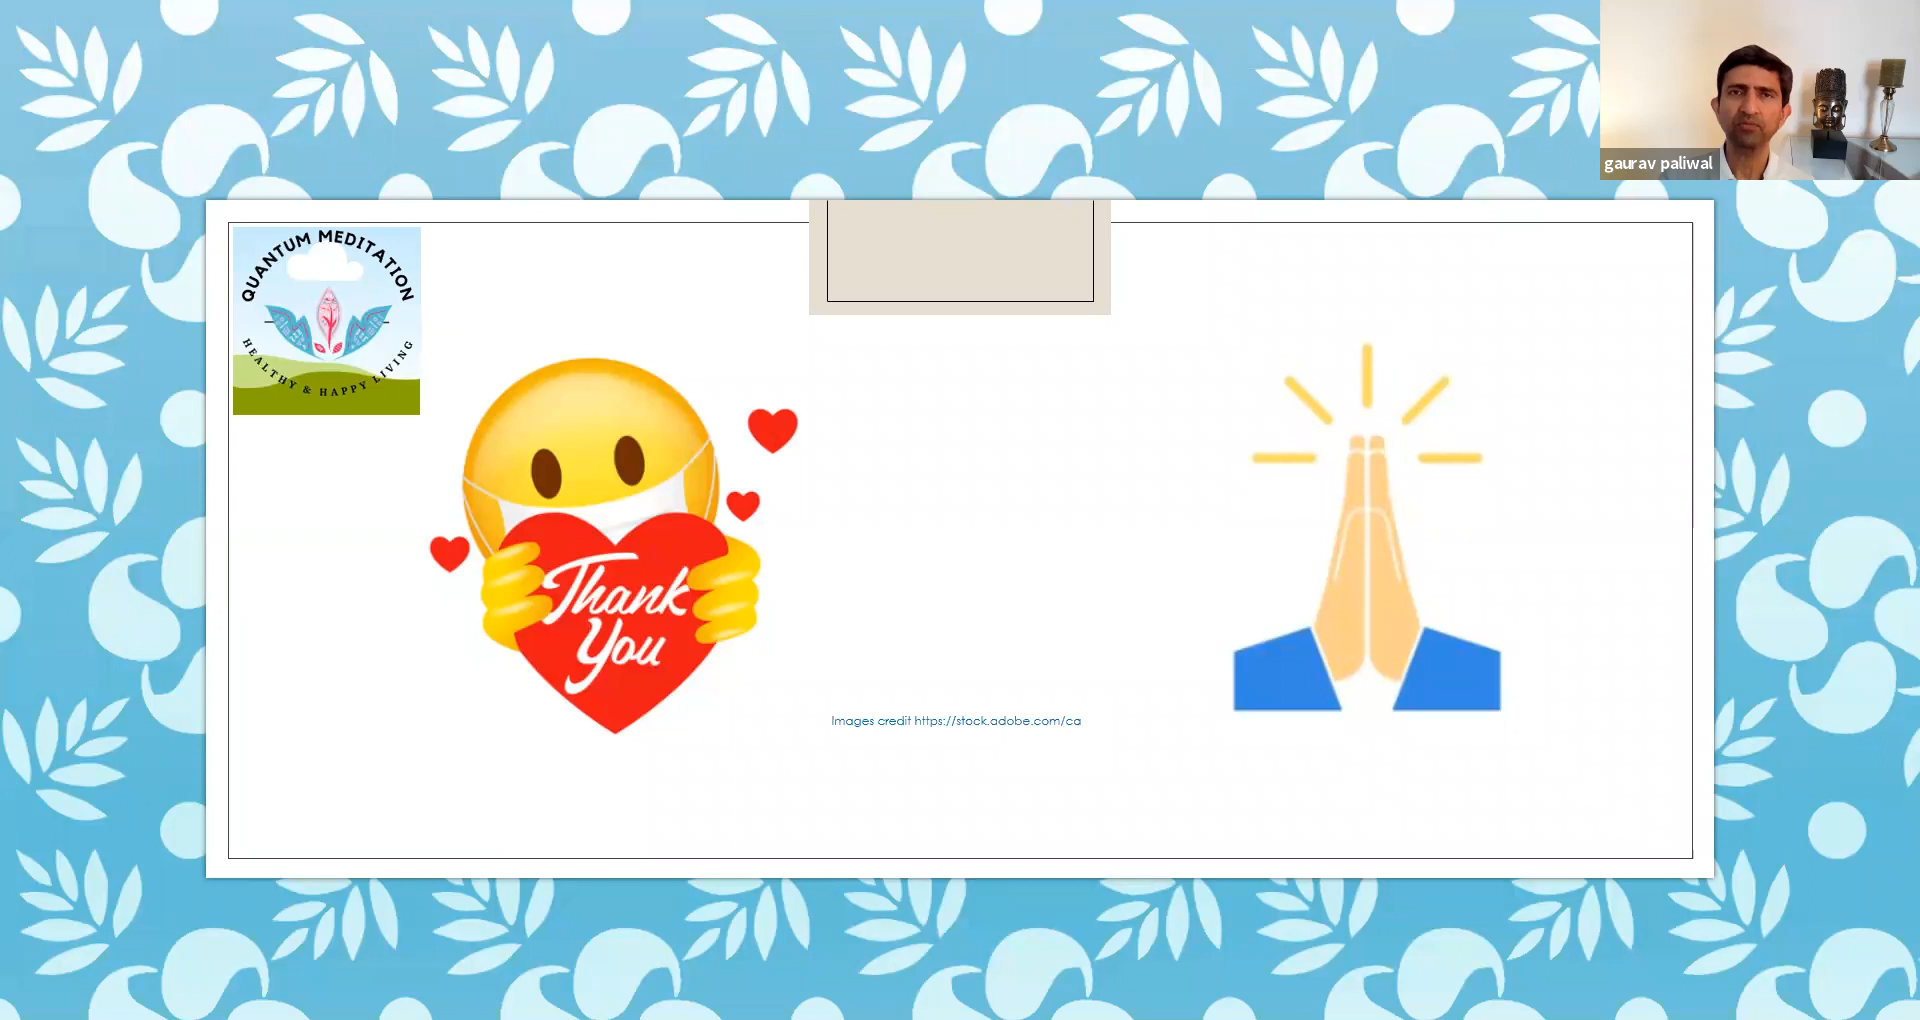 gaurav paliwal
QUANTUM MEDITATION
HEALTHY & HAPPY LIVING
Thank
You
Images credit https://stock.adobe.com/ca